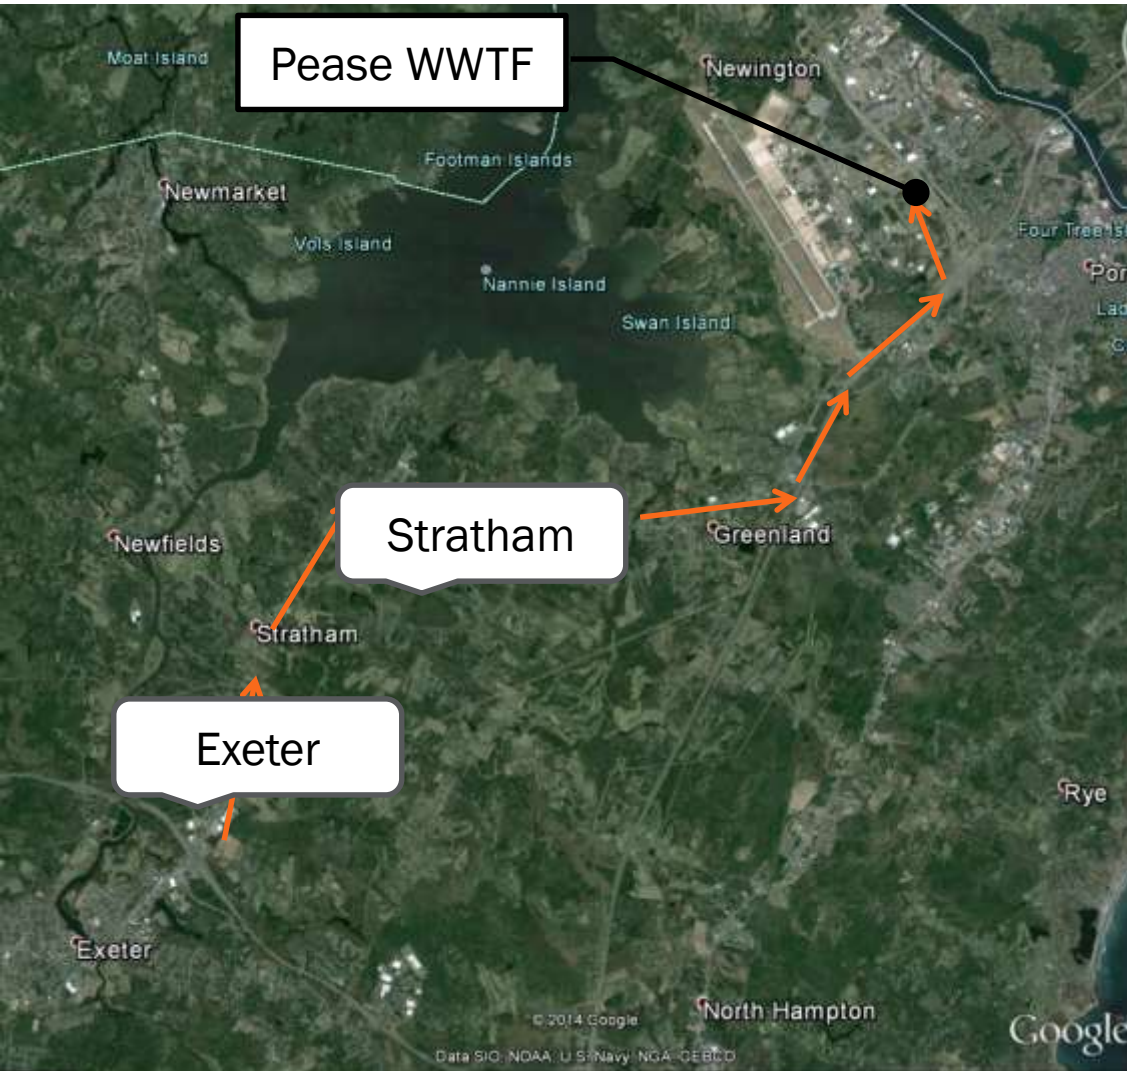 Moat Island
Pease WWTF
Newington
Footman Islands
Newmarket
Vols Island
Four Tree Is
Nannie Island
Por
Lad
Swan Island
C
Stratham
Newfields
Greenland
Stratham
Exeter
Rye
Exeter
North Hampton
© 2014 Google
Google
Data SIO, NOAA, U.S. Navy, NGA, GEBCO